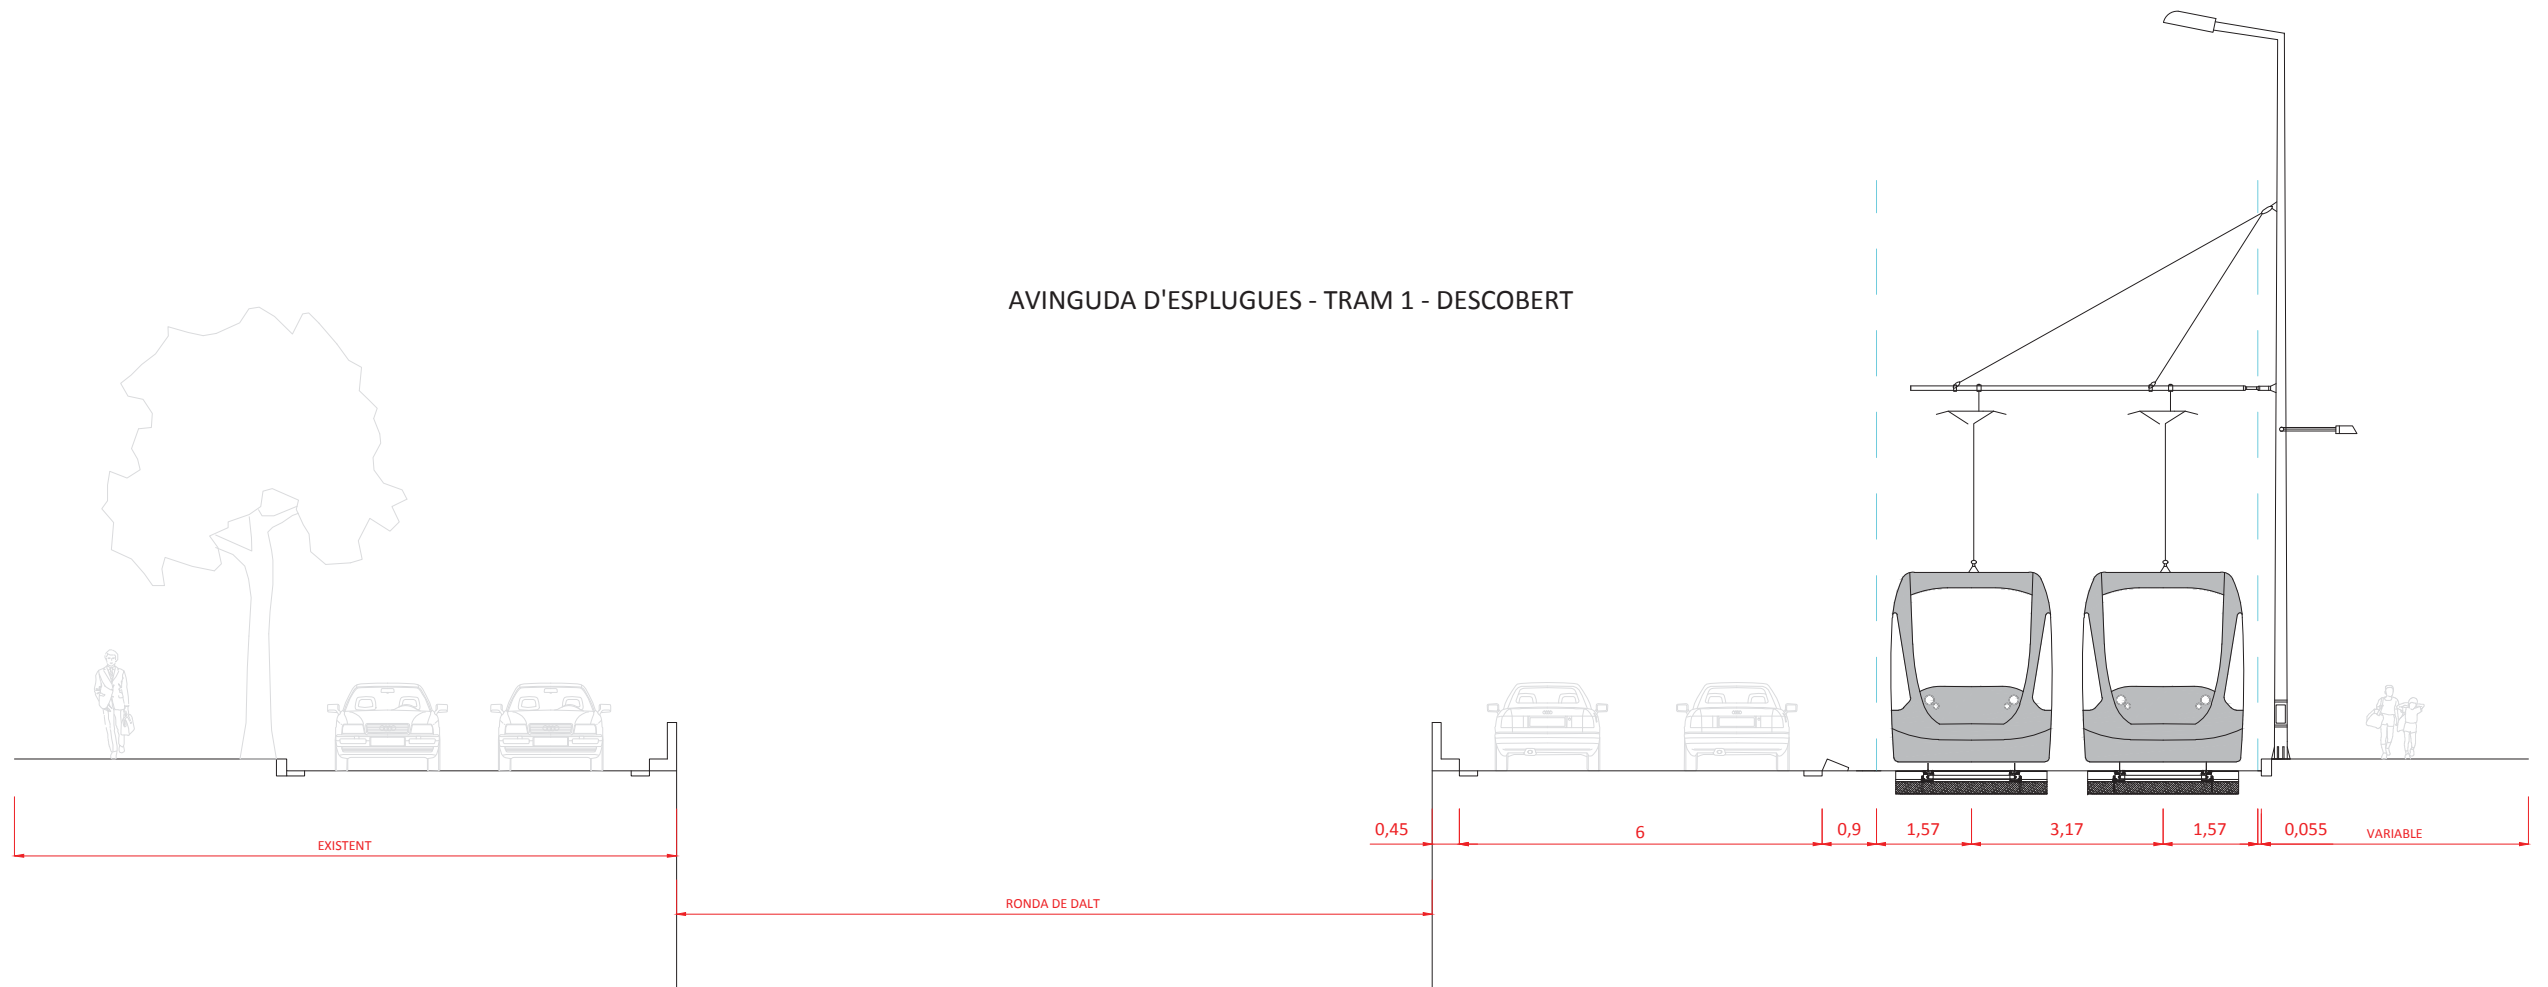 AVINGUDA D'ESPLUGUES - TRAM 1 - DESCOBERT
0,45
6
0,9
1,57
3,17
1,57
0,055
VARIABLE
EXISTENT
RONDA DE DALT